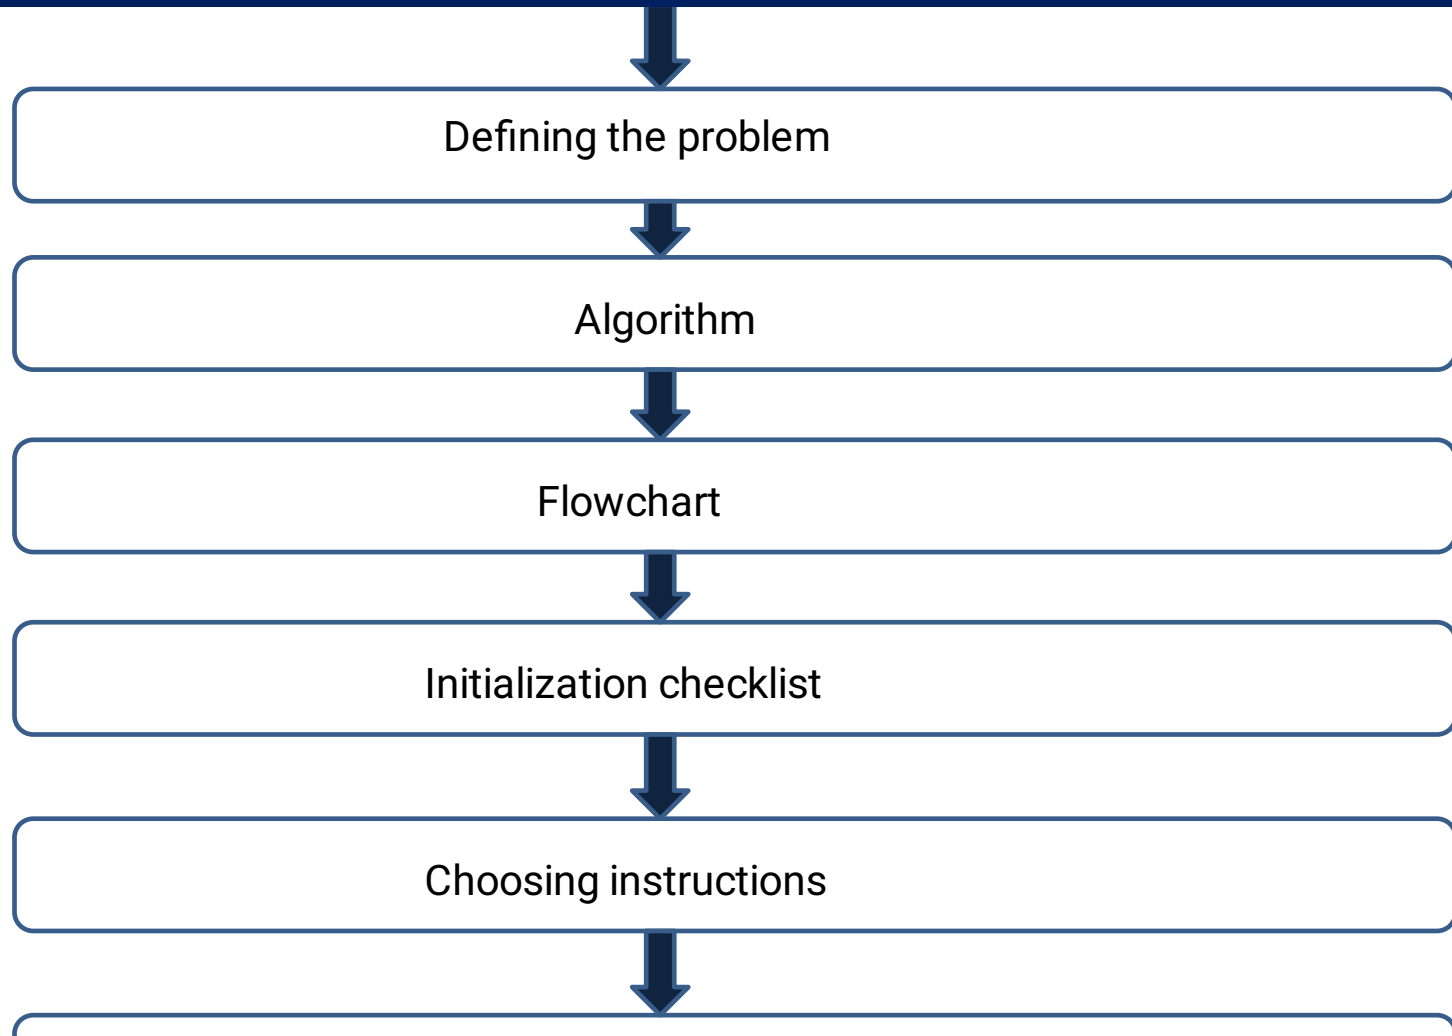 Defining the problem
Algorithm
Flowchart
Initialization checklist
Choosing instructions